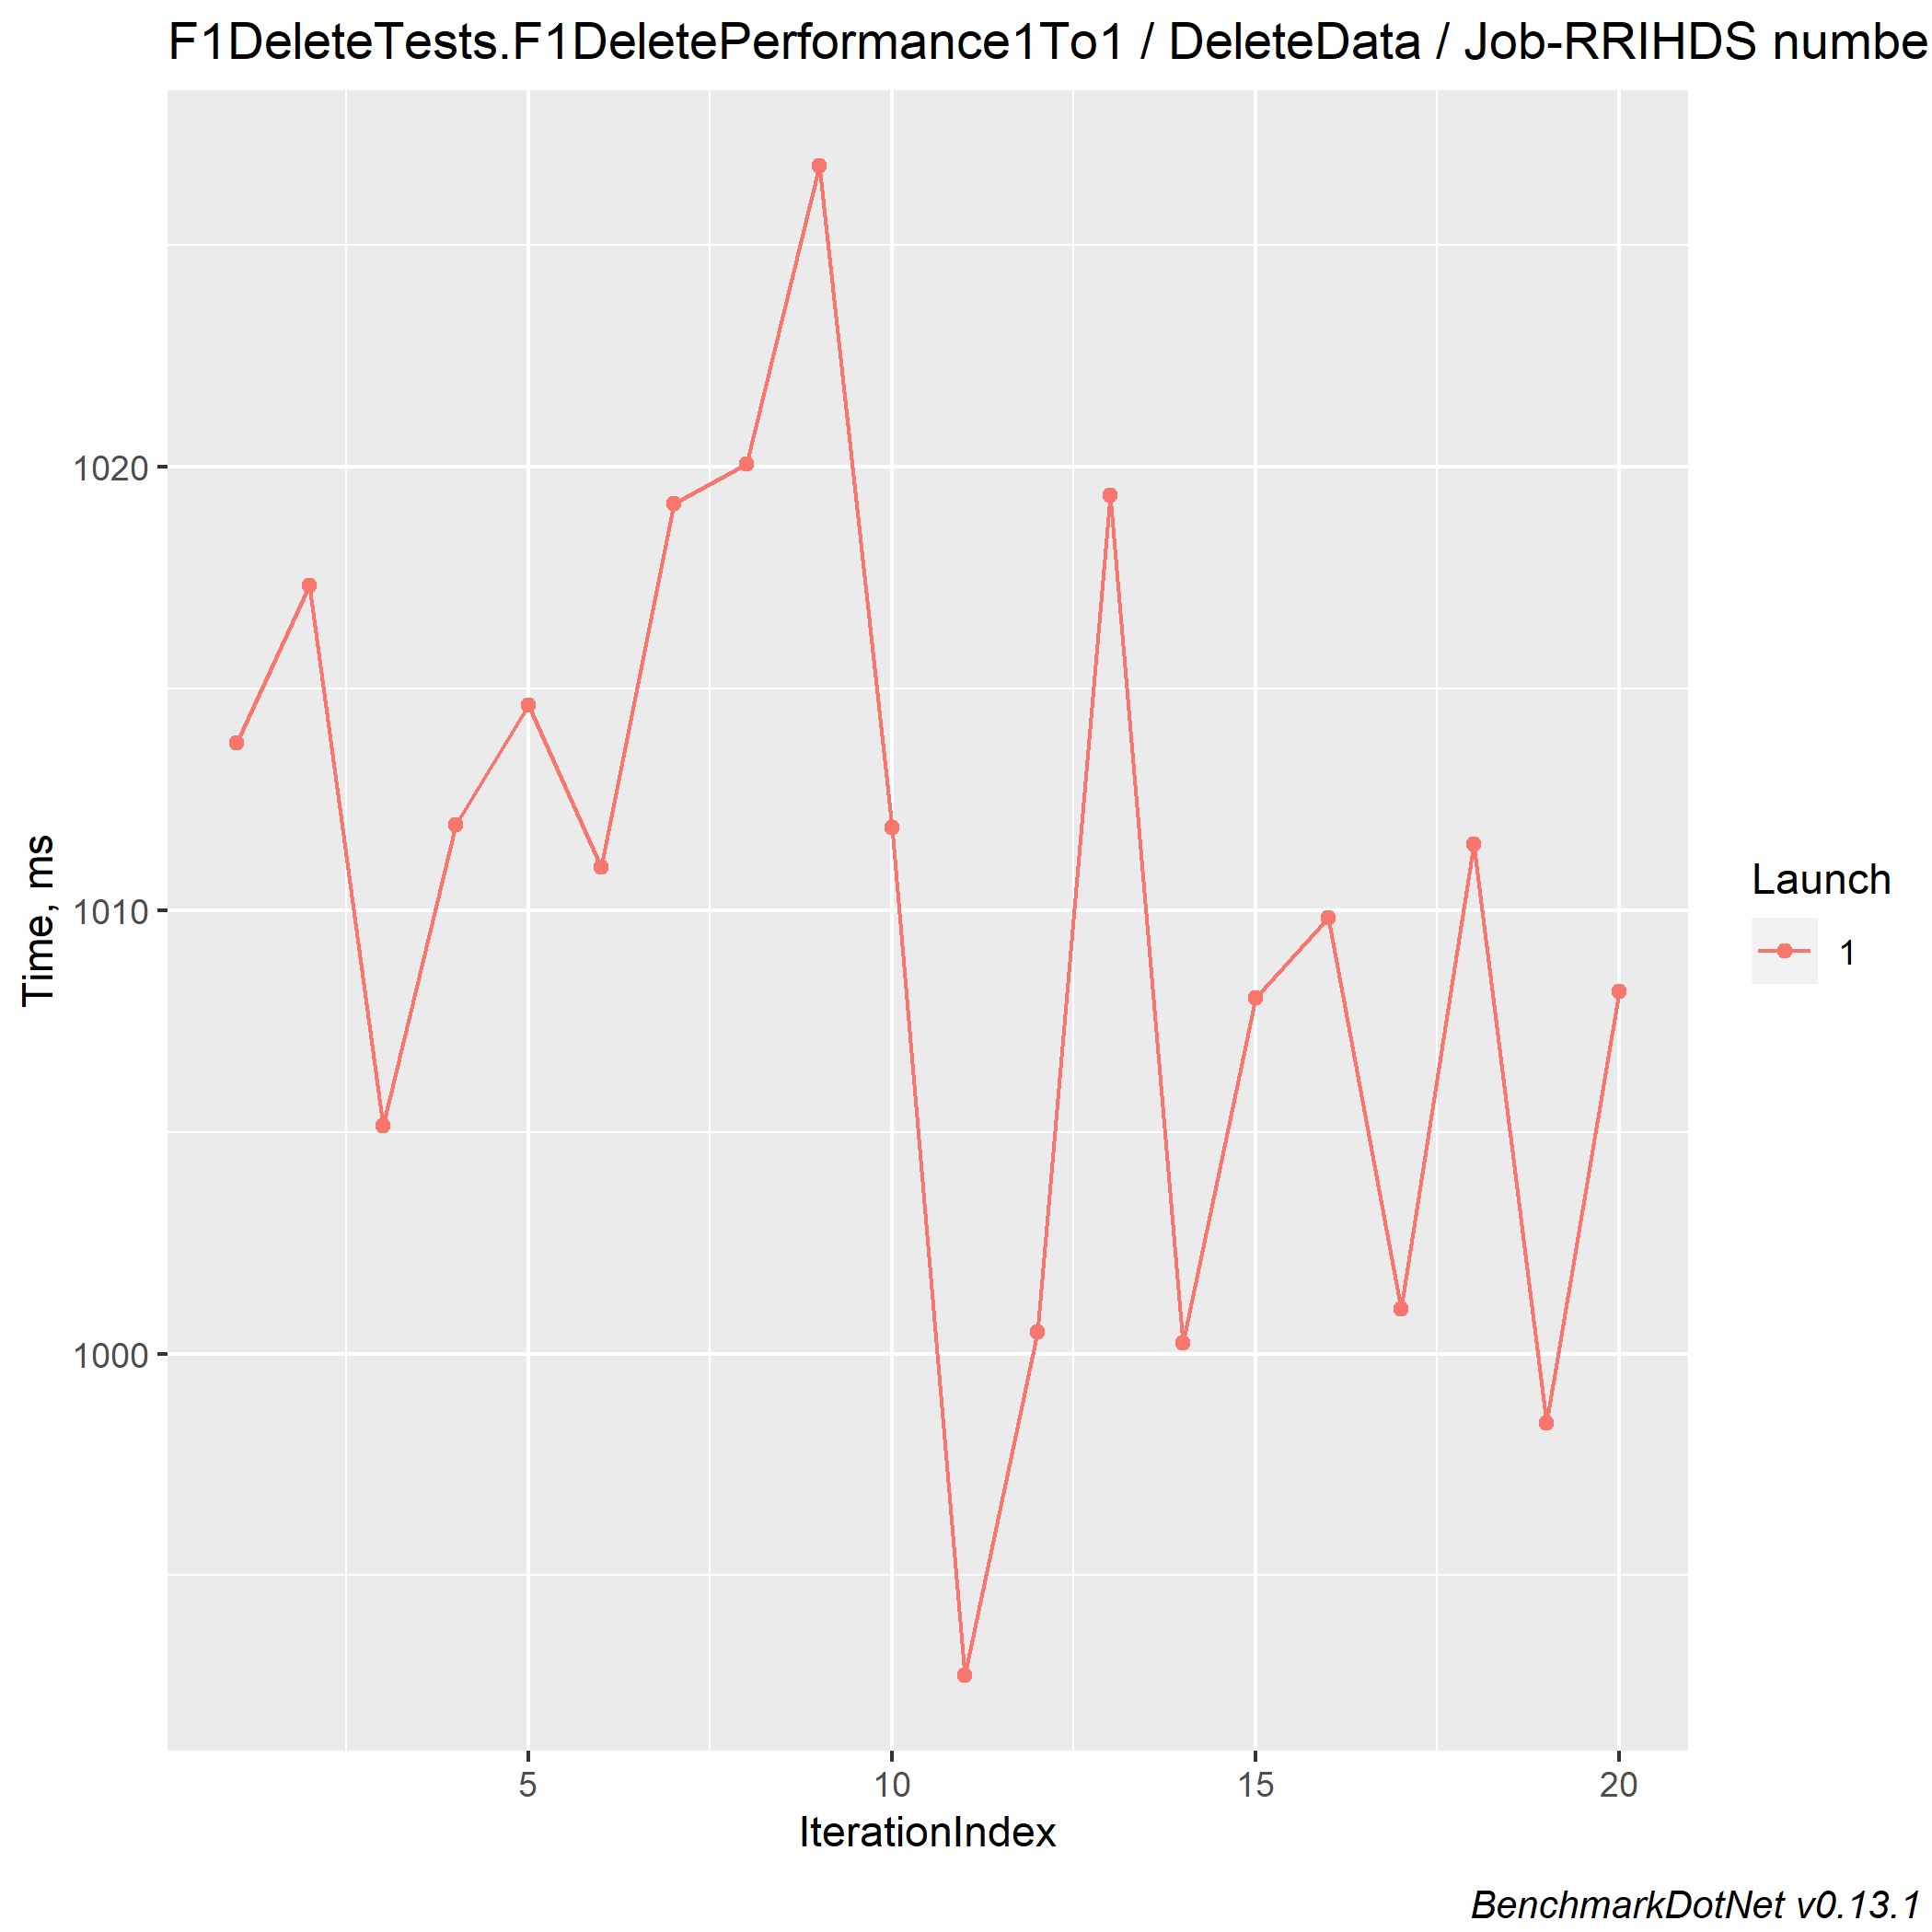 F1DeleteTests.F1DeletePerformance1To1 / DeleteData / Job-RRIHDS numbe
Time, ms
1020
1010
1000
5 10 15 20
IterationIndex
Launch
1
BenchmarkDotNet v0.13.1